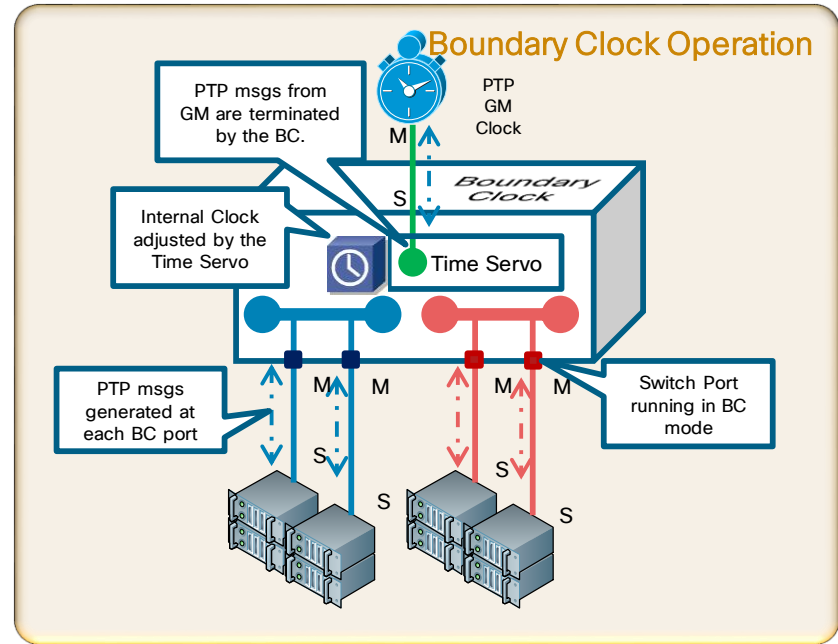 Boundary Clock Operation
PTP msgs from
GM are terminated
by the BC.
PTP
GM
Clock
M
S
Boundary
Clock
Internal Clock
adjusted by the
Time Servo
Time Servo
PTP msgs
generated at
each BC port
M
M
M
M
Switch Port
running in BC
mode
S
S
S
S